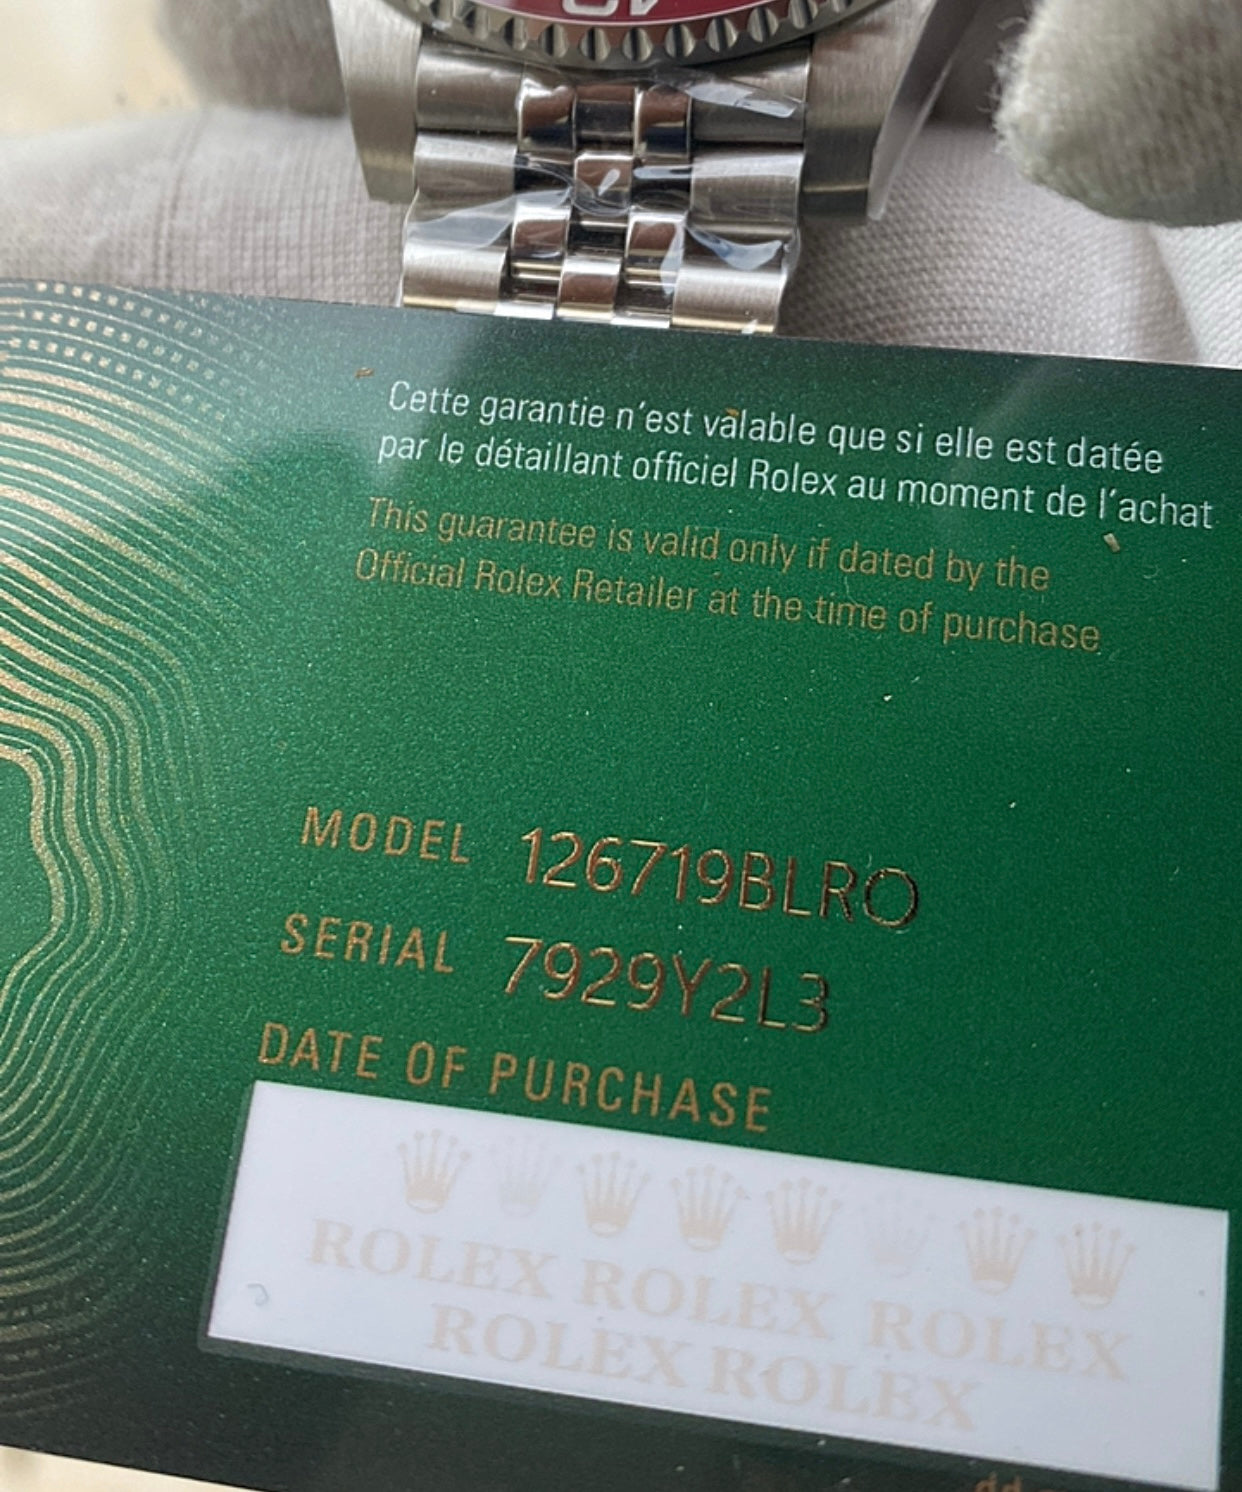 Cette garantie n'est valable que si elle est datée
par le détaillant officiel Rolex au moment de l'achat
This guarantee is valid only if dated by the
Official Rolex Retailer at the time of purchase
MODEL 126719BLRO
SERIAL 7929Y2L3
DATE OF PURCHASE
ROLEX ROLEX ROLEX
ROLEX ROLEX